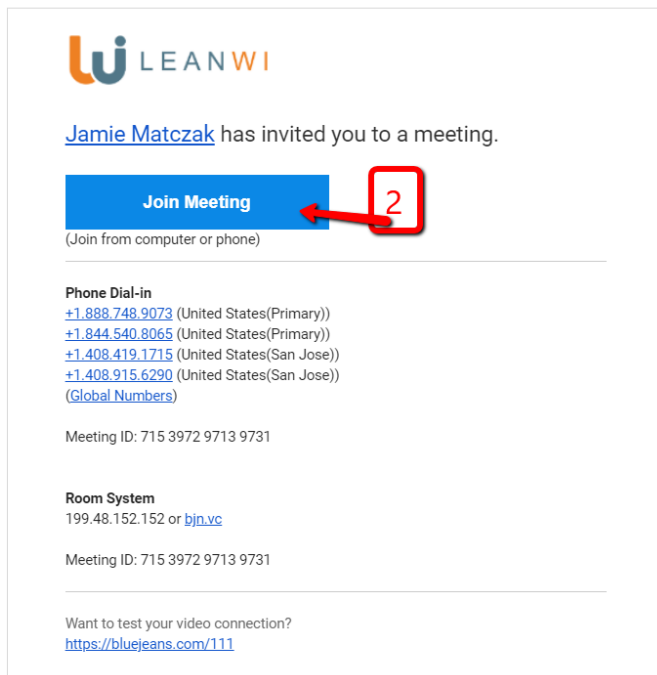 LEANWI
Jamie Matczak has invited you to a meeting.
Join Meeting
2
(Join from computer or phone)
Phone Dial-in
+1.888.748.9073 (United States(Primary))
+1.844.540.8065 (United States(Primary))
+1.408.419.1715 (United States(San Jose))
+1.408.915.6290 (United States(San Jose))
(Global Numbers)
Meeting ID: 715 3972 9713 9731
Room System
199.48.152.152 or bjn.vc
Meeting ID: 715 3972 9713 9731
Want to test your video connection?
https://bluejeans.com/111